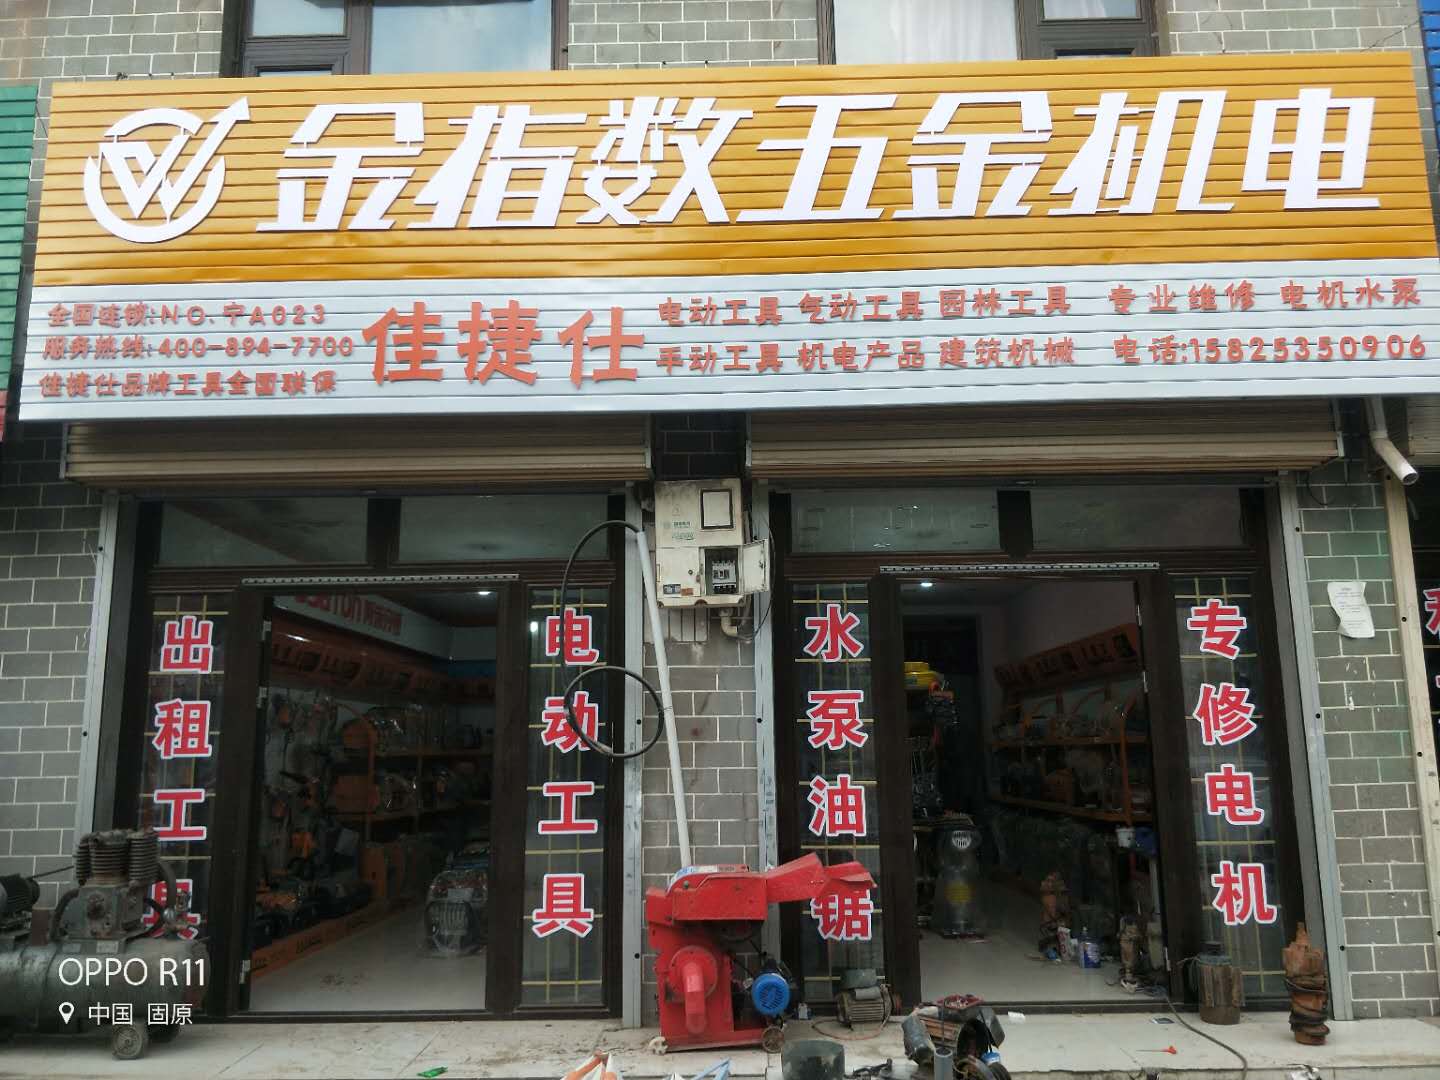 金指数五金机电
全国连锁:NO.宁A023
服务热线:400-894-7700
佳捷仕品牌工具全国联保
佳捷仕
电动工具 气动工具 园林工具 专业维修 电机水泵
手动工具 机电产品 建筑机械 电话:15825350906
出租工具
电动工具
水泵油锯
专修电机
OPPO R11
中国 固原